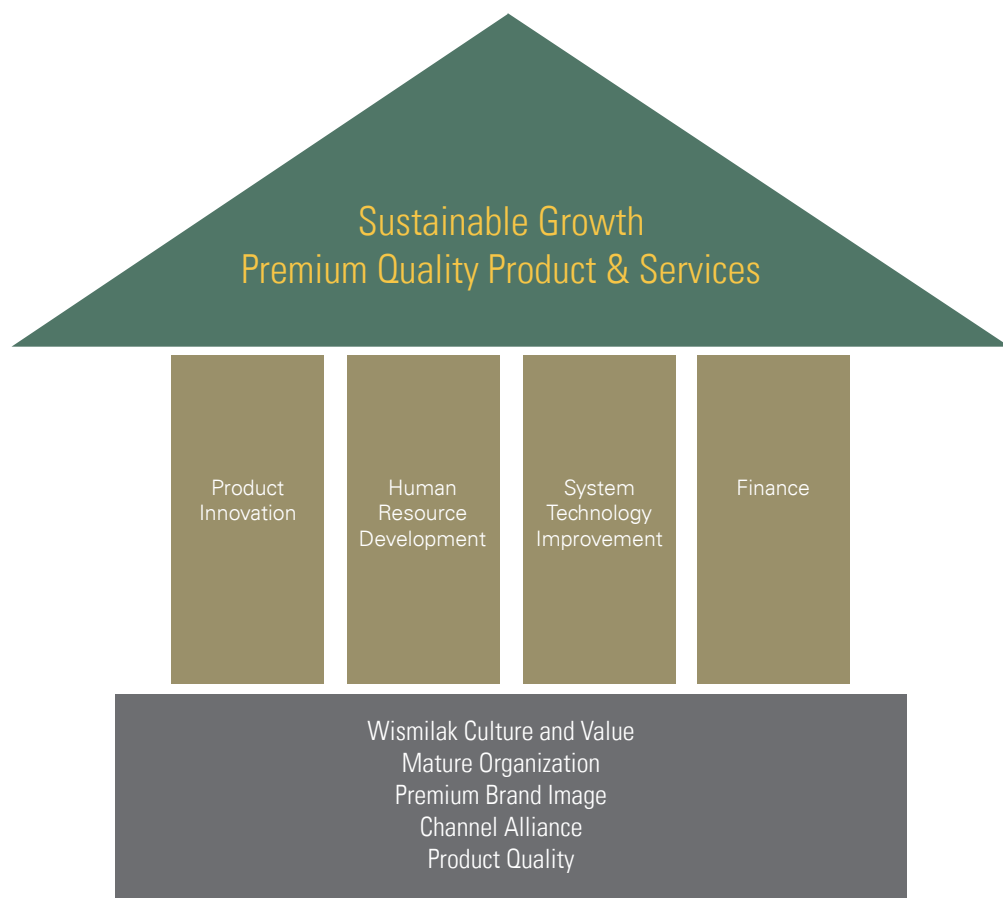 Sustainable Growth
Premium Quality Product & Services
Product
Innovation
Human
Resource
Development
System
Technology
Improvement
Finance
Wismilak Culture and Value
Mature Organization
Premium Brand Image
Channel Alliance
Product Quality